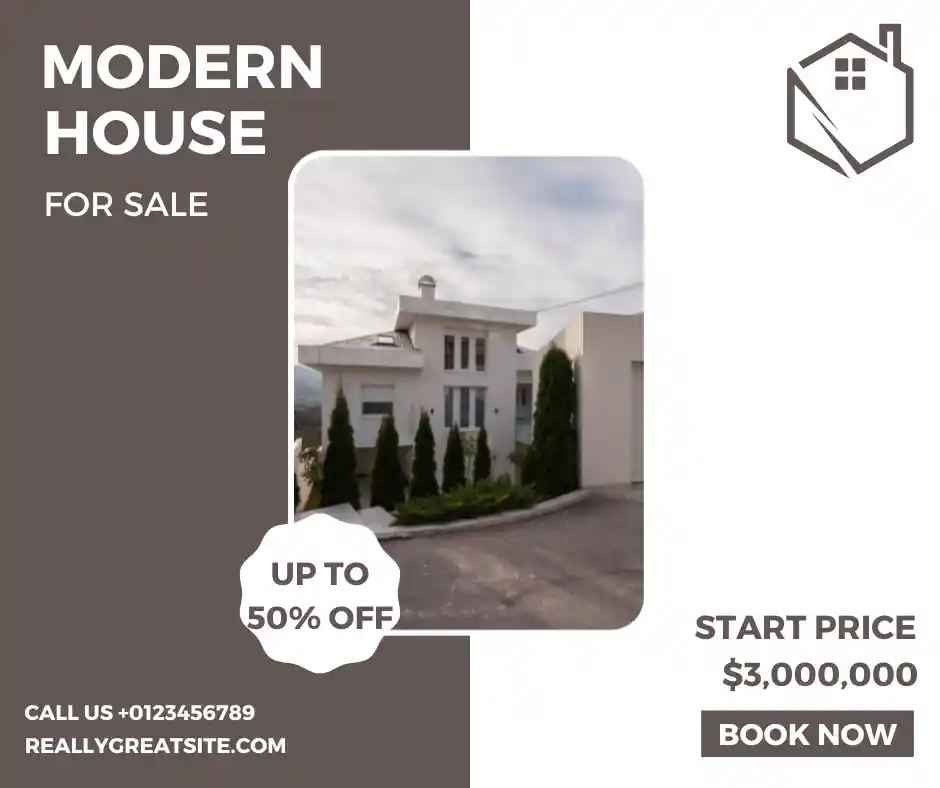 MODERN
HOUSE
FOR SALE
UP TO
50% OFF
START PRICE
$3,000,000
BOOK NOW
CALL US +0123456789
REALLYGREATSITE.COM